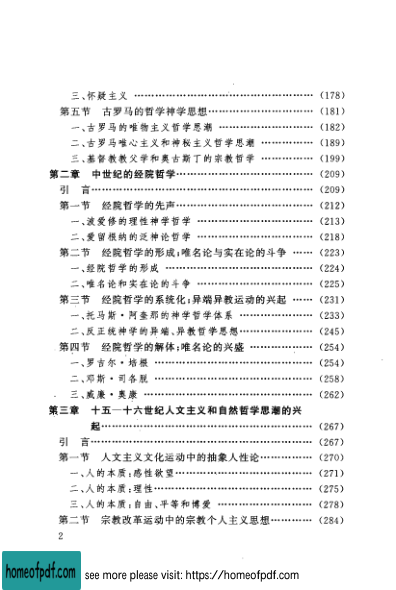 三、怀疑主义 …………………………………………… (178)
第五节 古罗马的哲学神学思想………………………… (181)
一、古罗马的唯物主义哲学思潮 ……………………… (182)
二、古罗马唯心主义和神秘主义哲学思潮 …………… (189)
三、基督教教父学和奥古斯丁的宗教哲学 …………… (199)
第二章 中世纪的经院哲学………………………………… (209)
引 言……………………………………………………… (209)
第一节 经院哲学的先声………………………………… (212)
一、波爱修的理性神学哲学 …………………………… (213)
二、爱留根纳的泛神论哲学 …………………………… (218)
第二节 经院哲学的形成:唯名论与实在论的斗争 …… (223)
一、经院哲学的形成 …………………………………… (224)
二、唯名论和实在论的斗争 …………………………… (225)
第三节 经院哲学的系统化:异端异教运动的兴起 …… (231)
一、托马斯·阿奎那的神学哲学体系 ………………… (233)
二、反正统神学的异端、异教哲学思想………………… (245)
第四节 经院哲学的解体:唯名论的兴盛 ……………… (254)
一、罗吉尔·培根 ……………………………………… (254)
二、邓斯·司各脱 ……………………………………… (258)
三、威廉·奥康 ………………………………………… (262)
第三章 十五—十六世纪人文主义和自然哲学思潮的兴
起…………………………………………………… (267)
引 言……………………………………………………… (267)
第一节 人文主义文化运动中的抽象人性论…………… (270)
一、人的本质:感性欲望………………………………… (271)
二、人的本质:理性……………………………………… (275)
三、人的本质:自由、平等和博爱 ……………………… (278)
第二节 宗教改革运动中的宗教个人主义思想………… (284)
2
homeofpdf.com
see more please visit: https://homeofpdf.com